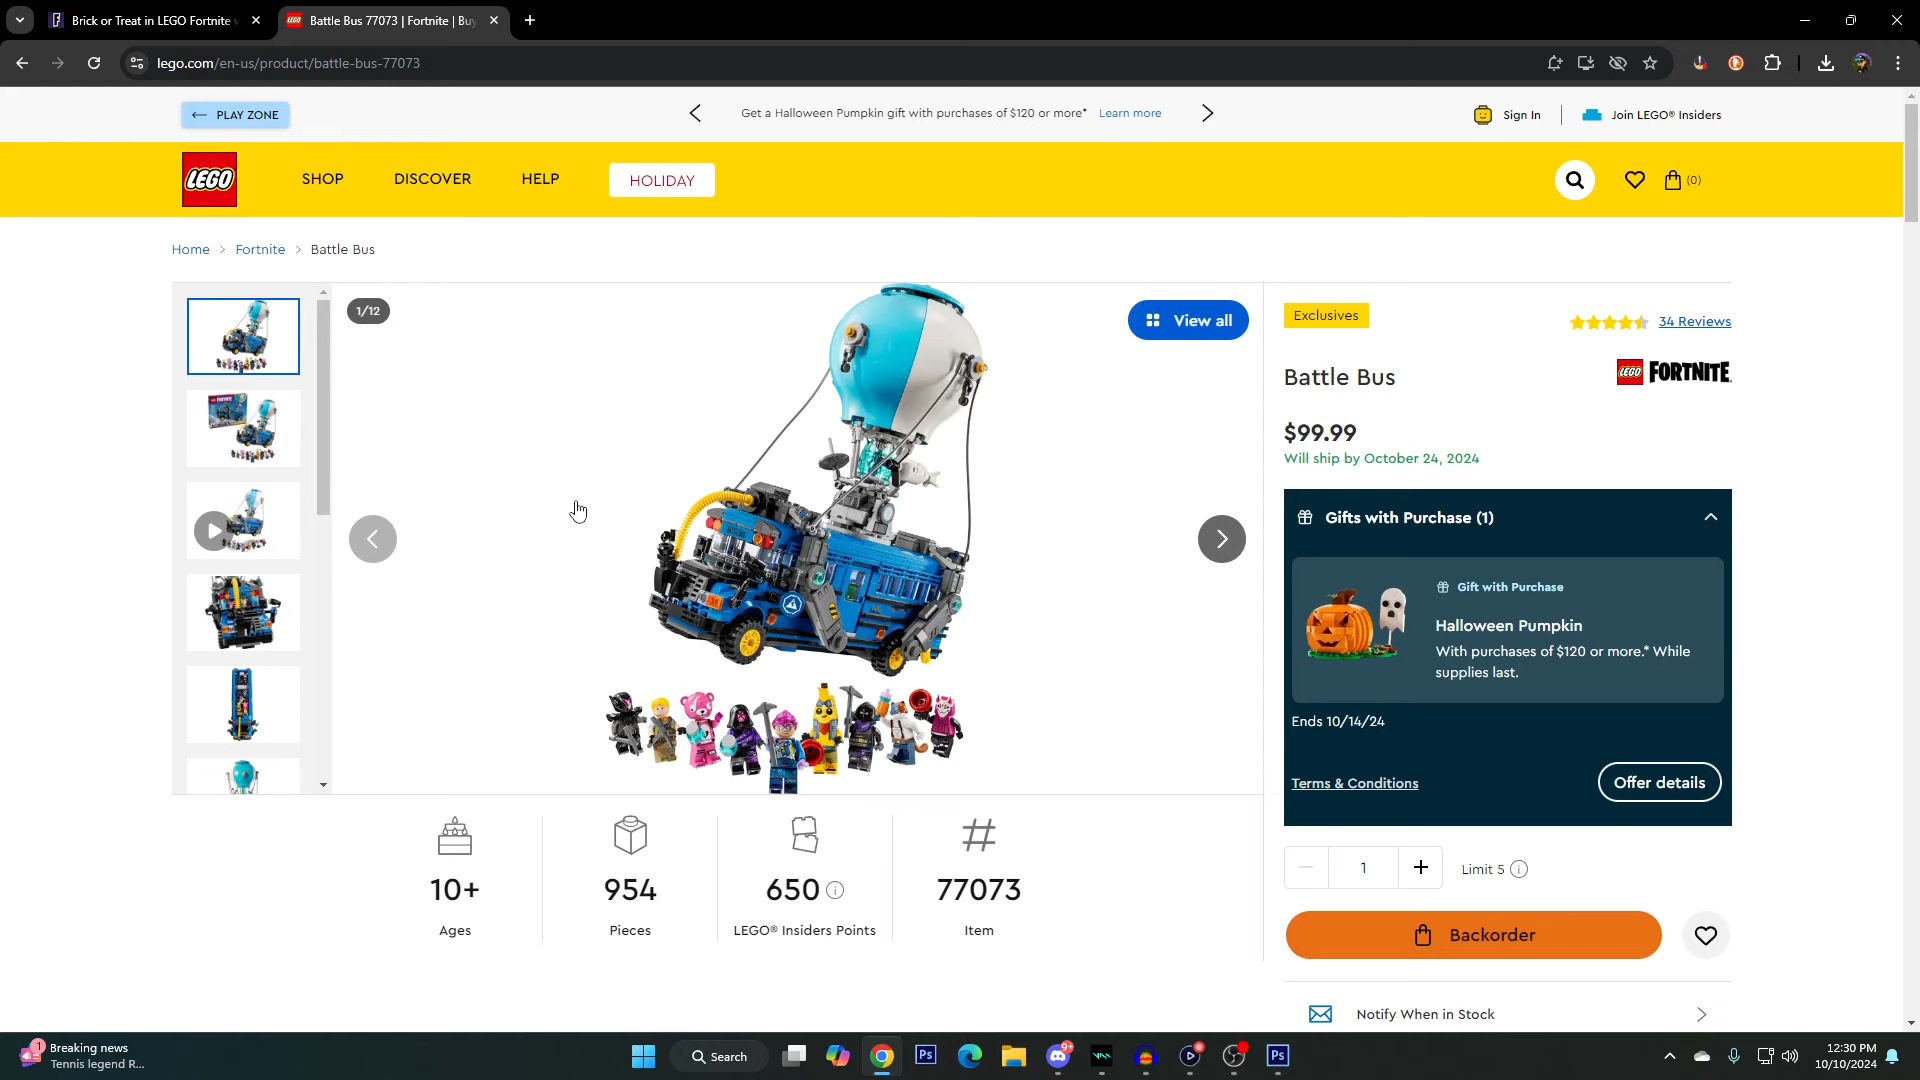 Brick or Treat in LEGO Fortnite
Battle Bus 77073 | Fortnite | Buy
lego.com/en-us/product/battle-bus-77073
PLAY ZONE
Get a Halloween Pumpkin gift with purchases of $120 or more* Learn more
Sign In
Join LEGO® Insiders
LEGO
SHOP
DISCOVER
HELP
HOLIDAY
(0)
Home > Fortnite > Battle Bus
1/12
View all
Exclusives
34 Reviews
Battle Bus
LEGO FORTNITE
$99.99
Will ship by October 24, 2024
Gifts with Purchase (1)
Gift with Purchase
Halloween Pumpkin
With purchases of $120 or more.* While
supplies last.
Ends 10/14/24
Terms & Conditions
Offer details
1
Limit 5
Backorder
Notify When in Stock
10+
Ages
954
Pieces
650
LEGO® Insiders Points
77073
Item
1
Breaking news
Tennis legend R...
Search
Ps
9+
Ps
12:30 PM
10/10/2024